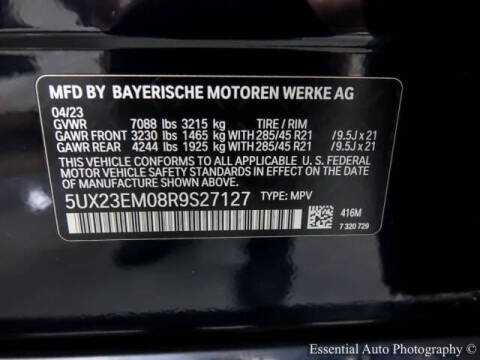 MFD BY BAYERISCHE MOTOREN WERKE AG
04/23
GVWR 7088 lbs 3215 kg TIRE / RIM
GAWR FRONT 3230 lbs 1465 kg WITH 285/45 R21 /9.5J x 21
GAWR REAR 4244 lbs 1925 kg WITH 285/45 R21 /9.5J x 21
THIS VEHICLE CONFORMS TO ALL APPLICABLE U. S. FEDERAL
MOTOR VEHICLE SAFETY STANDARDS IN EFFECT ON THE
DATE OF MANUFACTURE SHOWN ABOVE.
5UX23EM08R9S27127 TYPE: MPV
416M
7 320 729
Essential Auto Photography ©